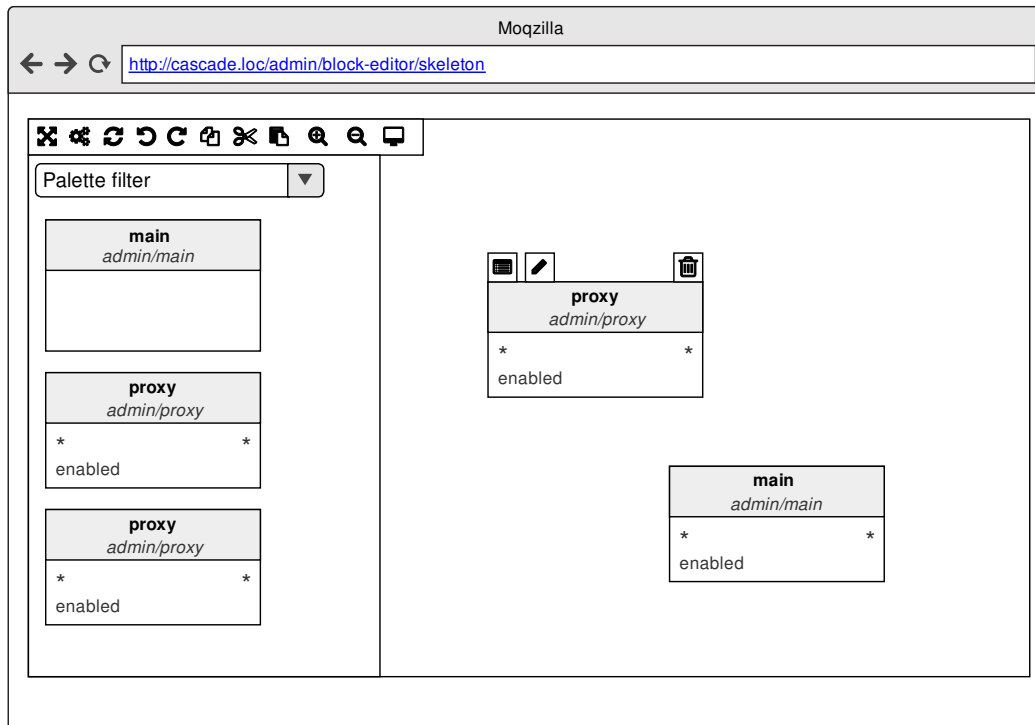 Moqzilla
http://cascade.loc/admin/block-editor/skeleton
Palette filter
main
admin/main
proxy
admin/proxy
* *
enabled
proxy
admin/proxy
* *
enabled
proxy
admin/proxy
* *
enabled
main
admin/main
* *
enabled